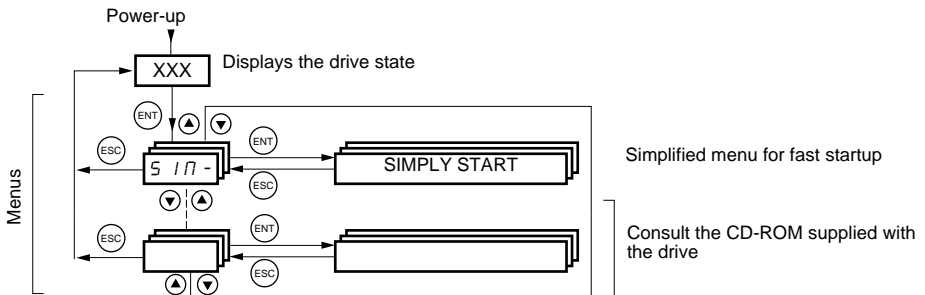 Power-up
XXX
Displays the drive state
ENT
ESC
ENT
S I M -
SIMPLY START
Simplified menu for fast startup
ESC
Menus
ESC
ENT
Consult the CD-ROM supplied with
the drive
ESC